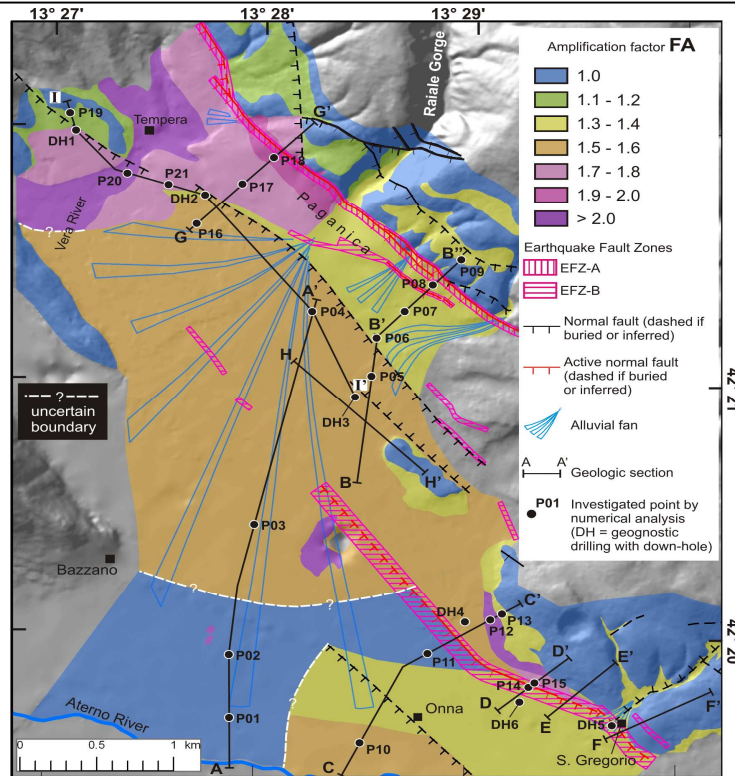 13° 27'
13° 28'
13° 29'
Amplification factor FA
1.0
1.1 - 1.2
1.3 - 1.4
1.5 - 1.6
1.7 - 1.8
1.9 - 2.0
> 2.0
Earthquake Fault Zones
EFZ-A
EFZ-B
Normal fault (dashed if
buried or inferred)
Active normal fault
(dashed if buried
or inferred)
Alluvial fan
A A'
Geologic section
P01
Investigated point by
numerical analysis
(DH = geognostic
drilling with down-hole)
Raiale Gorge
I
P19
DH1
Tempera
G'
P18
P20
P21
P17
DH2
P16
G
Vera River
?
Paganica
B''
P09
P08
P07
A'
P04
B'
P06
H
P05
I'
DH3
42° 21'
- ? -
uncertain
boundary
B
H'
P03
Bazzano
?
?
C'
DH4
P13
P12
42° 20'
P02
P11
D'
E'
P15
P14
D
DH6
E
F'
?
P01
Onna
DH5
F
S. Gregorio
Aterno River
P10
A
C
0 0.5 1 km